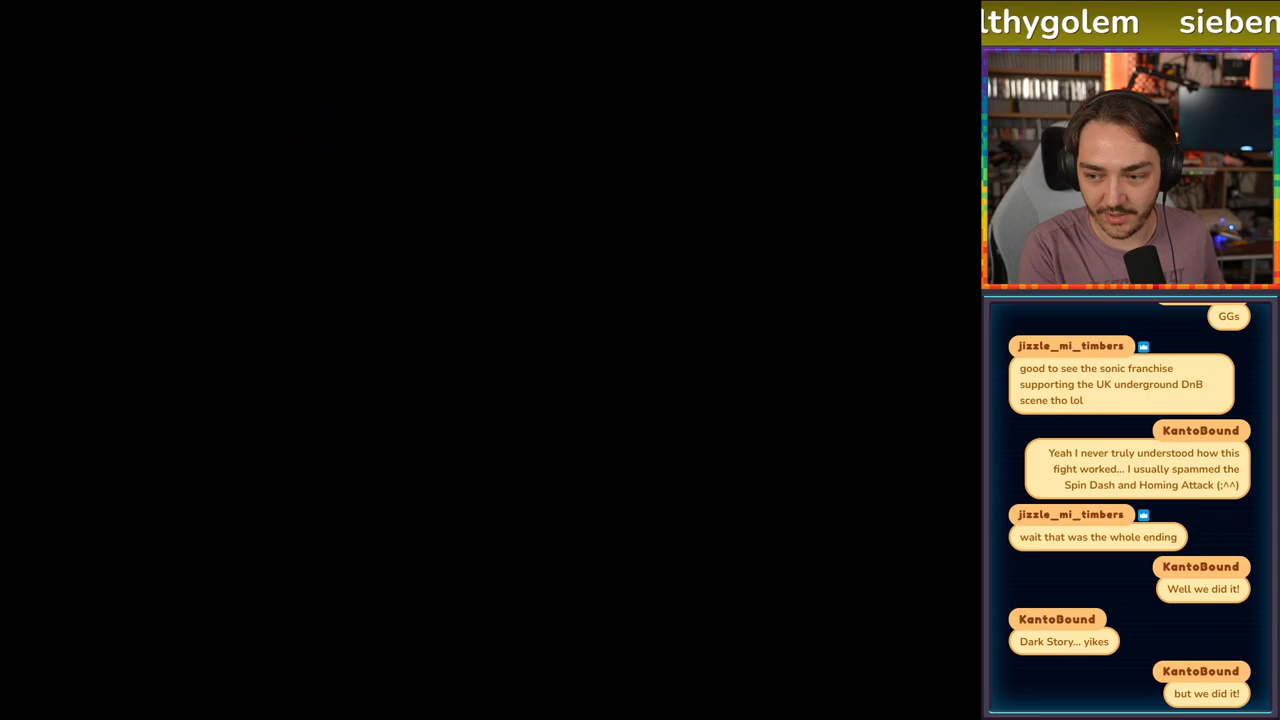 lthygolem sieben
GGs
jizzle_mi_timbers
good to see the sonic franchise
supporting the UK underground DnB
scene tho lol
KantoBound
Yeah I never truly understood how this
fight worked... I usually spammed the
Spin Dash and Homing Attack (;^^)
jizzle_mi_timbers
wait that was the whole ending
KantoBound
Well we did it!
KantoBound
Dark Story... yikes
KantoBound
but we did it!